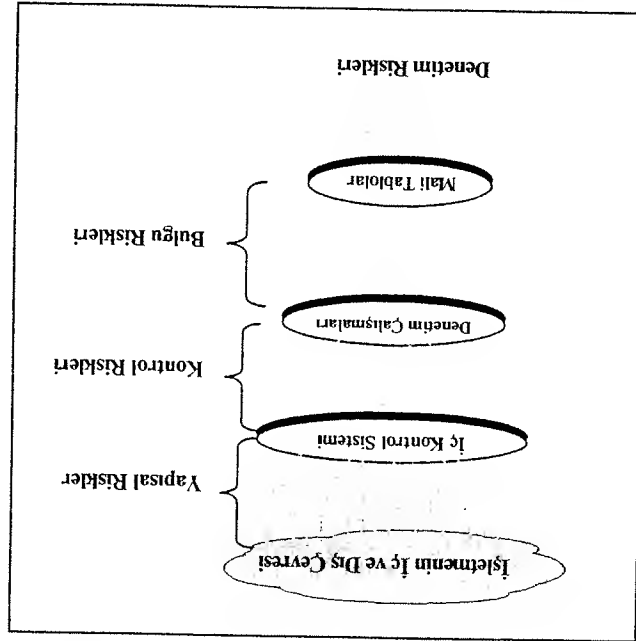 İşletmenin İç ve Dış Çevresi
Yapısal Riskler
İç Kontrol Sistemi
Kontrol Riskleri
Denetim Çalışmaları
Bulgu Riskleri
Mali Tablolar
Denetim Riskleri